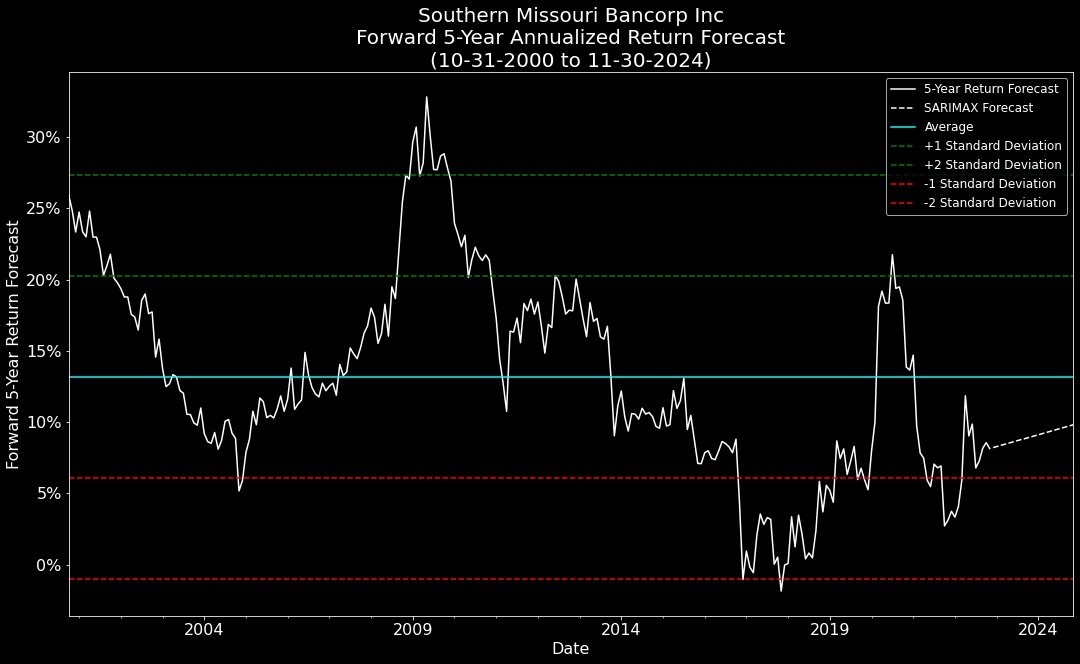 Southern Missouri Bancorp Inc
Forward 5-Year Annualized Return Forecast
(10-31-2000 to 11-30-2024)
5-Year Return Forecast
SARIMAX Forecast
Average
+1 Standard Deviation
+2 Standard Deviation
-1 Standard Deviation
-2 Standard Deviation
Forward 5-Year Return Forecast
30%
25%
20%
15%
10%
5%
0%
2004 2009 2014 2019 2024
Date